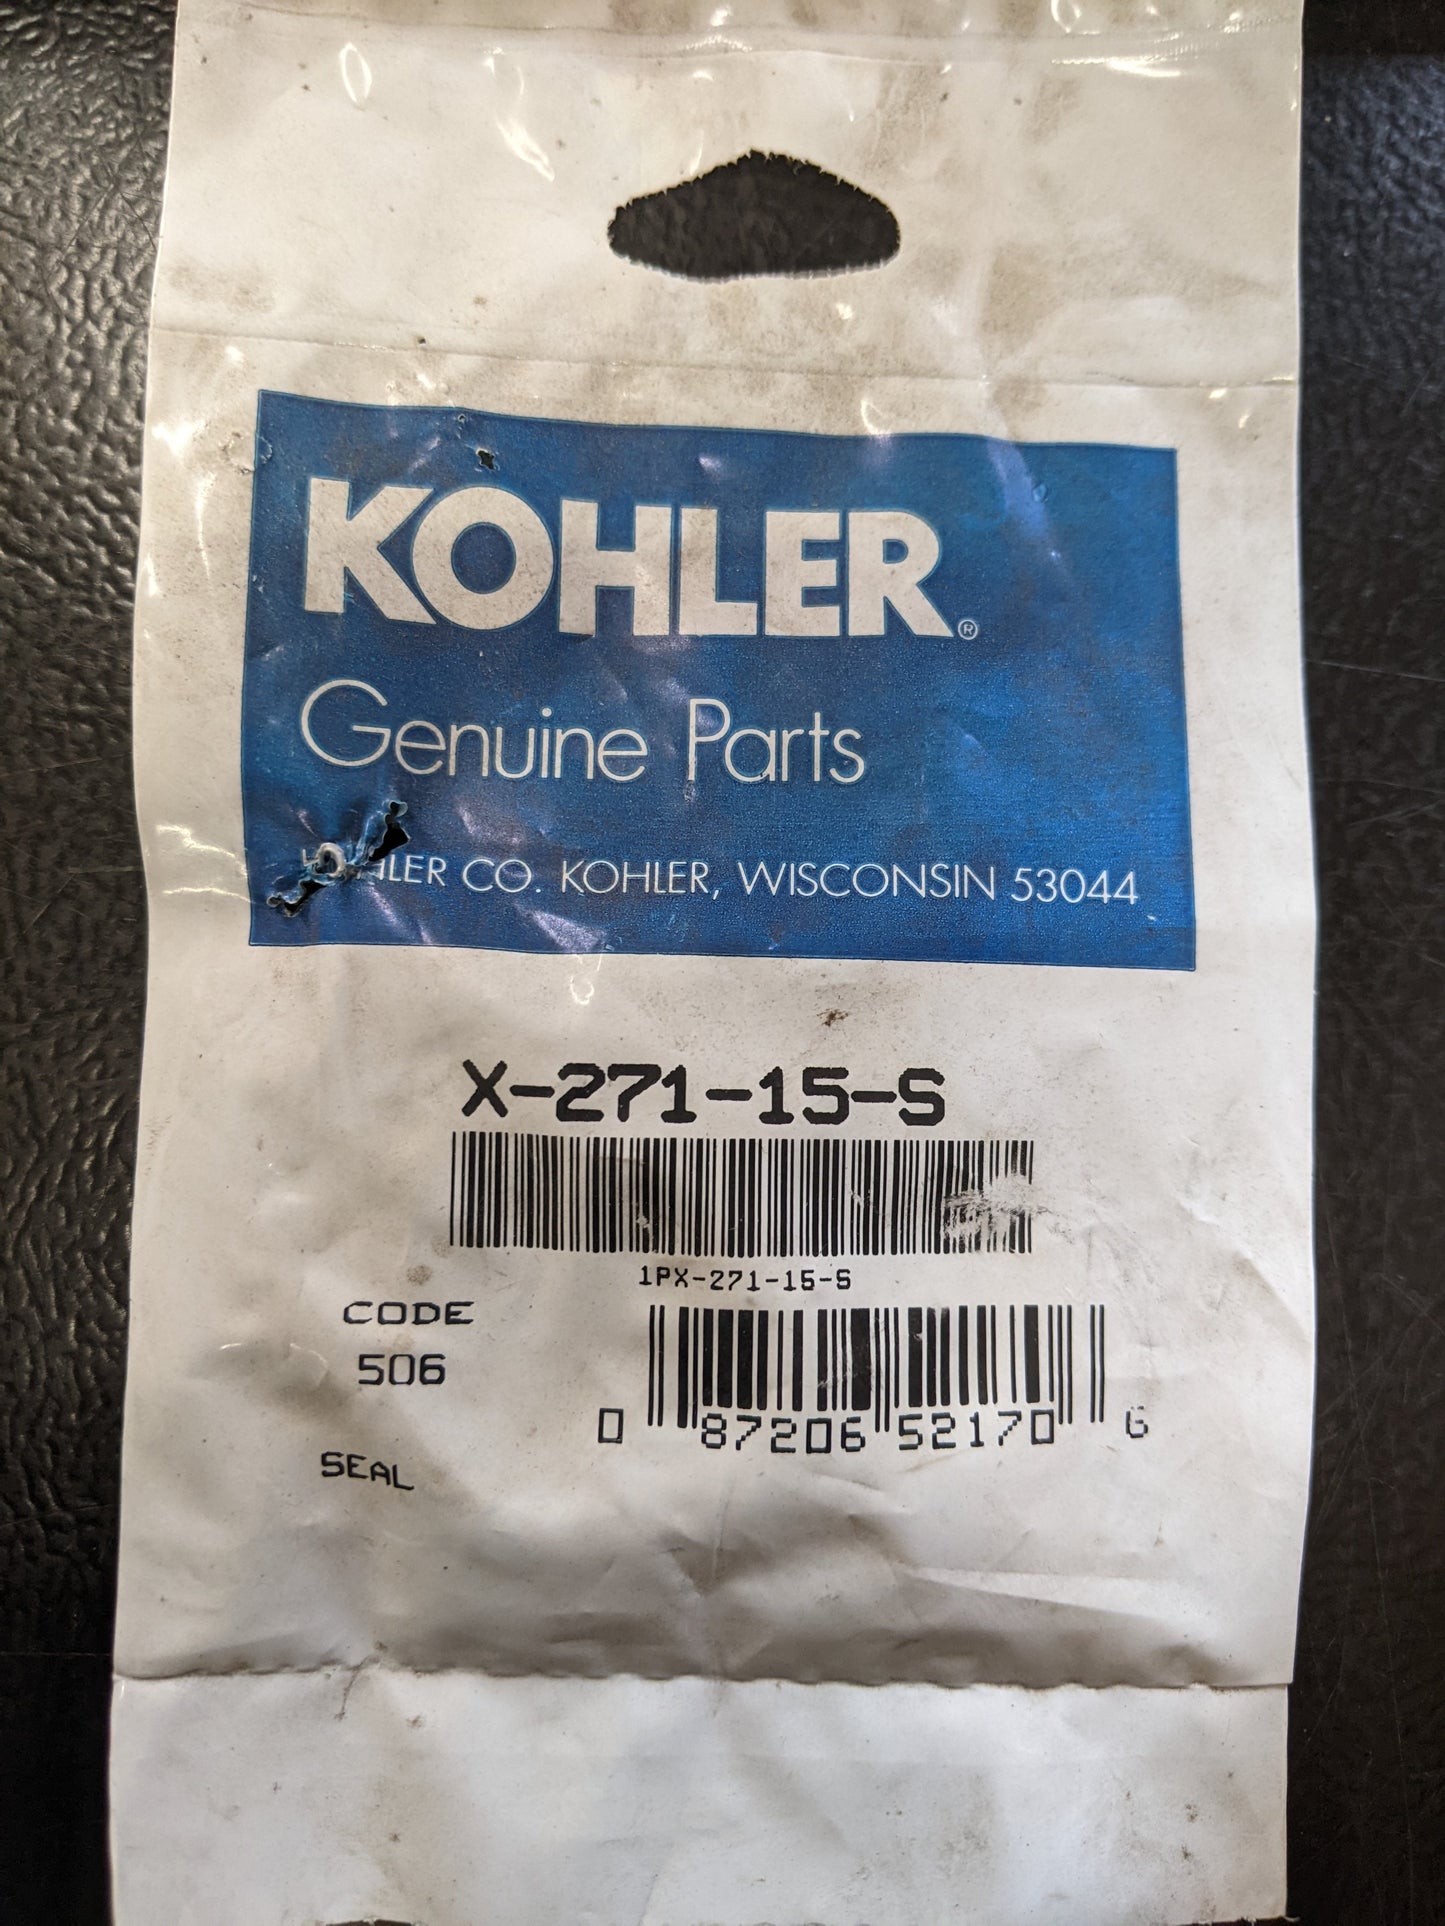 KOHLER®
Genuine Parts
KOHLER CO. KOHLER, WISCONSIN 53044
X-271-15-S
1PX-271-15-S
CODE
506
0 87206 52170 6
SEAL